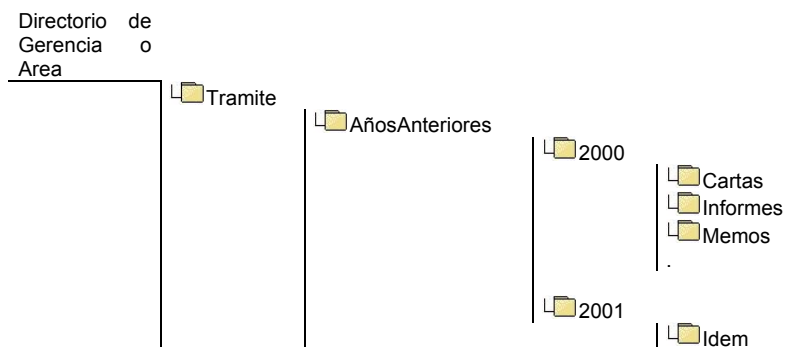 Directorio de
Gerencia o
Area
Tramite
AñosAnteriores
2000
Cartas
Informes
Memos
.
2001
Idem